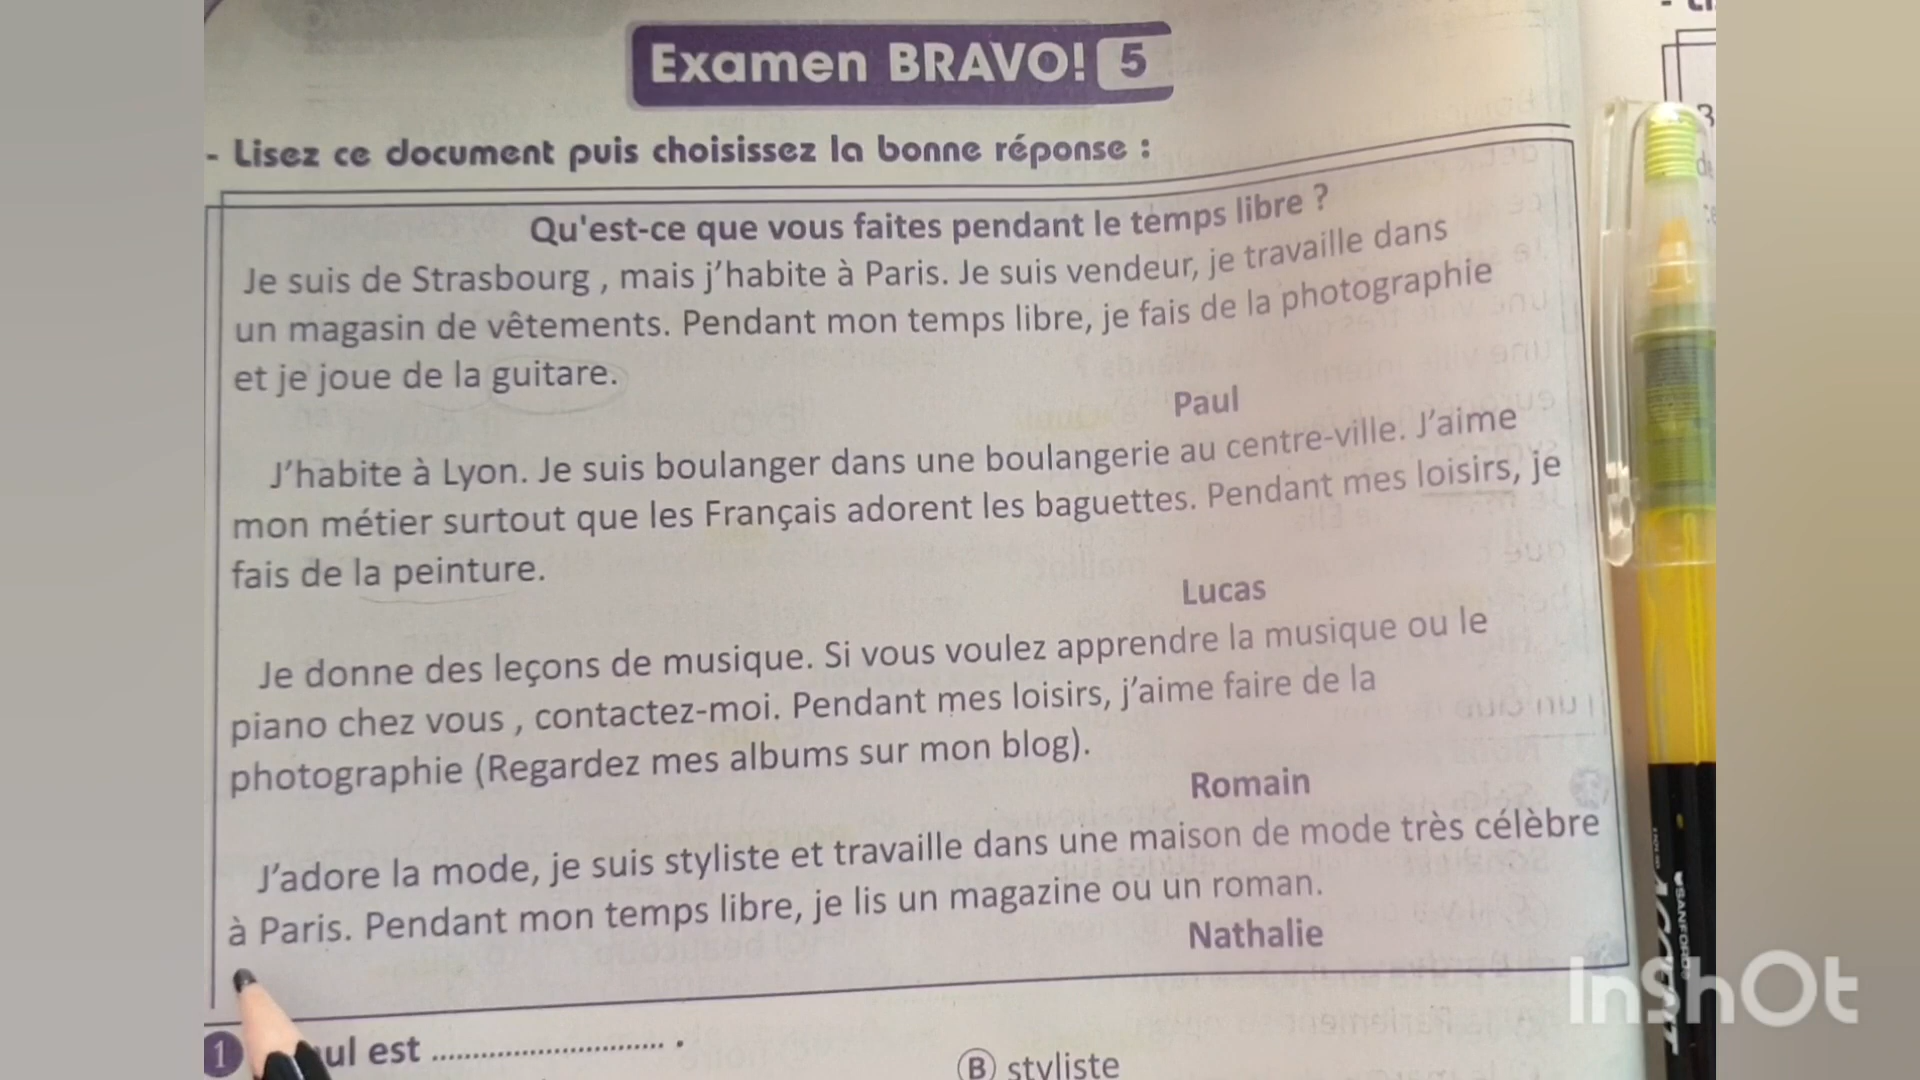 Examen BRAVO! 5
- Lisez ce document puis choisissez la bonne réponse :
Qu'est-ce que vous faites pendant le temps libre ?
Je suis de Strasbourg , mais j'habite à Paris. Je suis vendeur, je travaille dans
un magasin de vêtements. Pendant mon temps libre, je fais de la photographie
et je joue de la guitare.
Paul
J'habite à Lyon. Je suis boulanger dans une boulangerie au centre-ville. J'aime
mon métier surtout que les Français adorent les baguettes. Pendant mes loisirs, je
fais de la peinture.
Lucas
Je donne des leçons de musique. Si vous voulez apprendre la musique ou le
piano chez vous , contactez-moi. Pendant mes loisirs, j'aime faire de la
photographie (Regardez mes albums sur mon blog).
Romain
J'adore la mode, je suis styliste et travaille dans une maison de mode très célèbre
à Paris. Pendant mon temps libre, je lis un magazine ou un roman.
Nathalie
1 ul est ............................ .
B styliste
InShOt